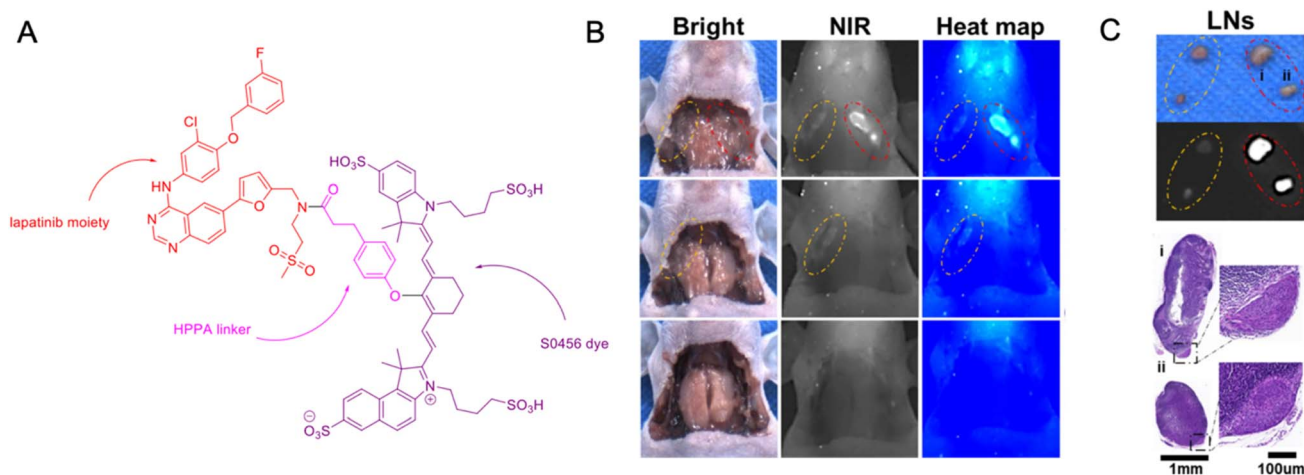 A
F
Cl
O
HN
N
N
O
N
O
S
O
O
lapatinib moiety
HPPA linker
HO₃S
N
SO₃H
O
S0456 dye
N
+
SO₃H
⊖
O₃S
B
Bright
NIR
Heat map
C
LNs
i
ii
i
ii
1mm
100um